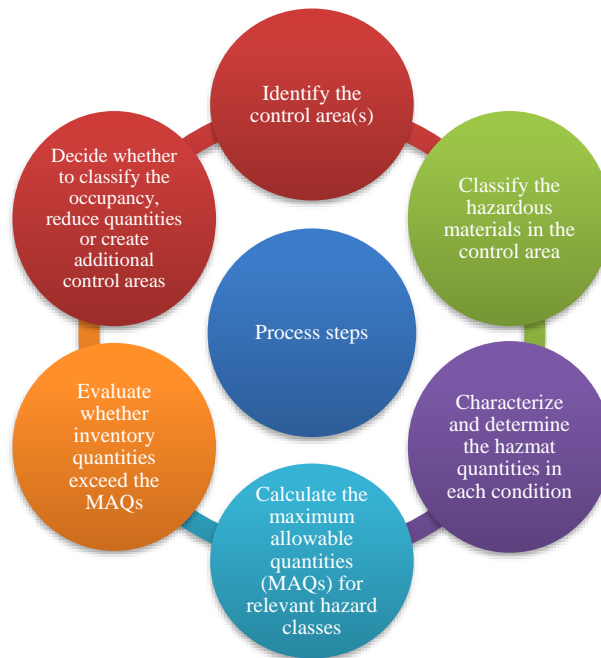 Identify the
control area(s)
Classify the
hazardous
materials in the
control area
Characterize
and determine
the hazmat
quantities in
each condition
Calculate the
maximum
allowable
quantities
(MAQs) for
relevant hazard
classes
Evaluate
whether
inventory
quantities
exceed the
MAQs
Decide whether
to classify the
occupancy,
reduce quantities
or create
additional
control areas
Process steps